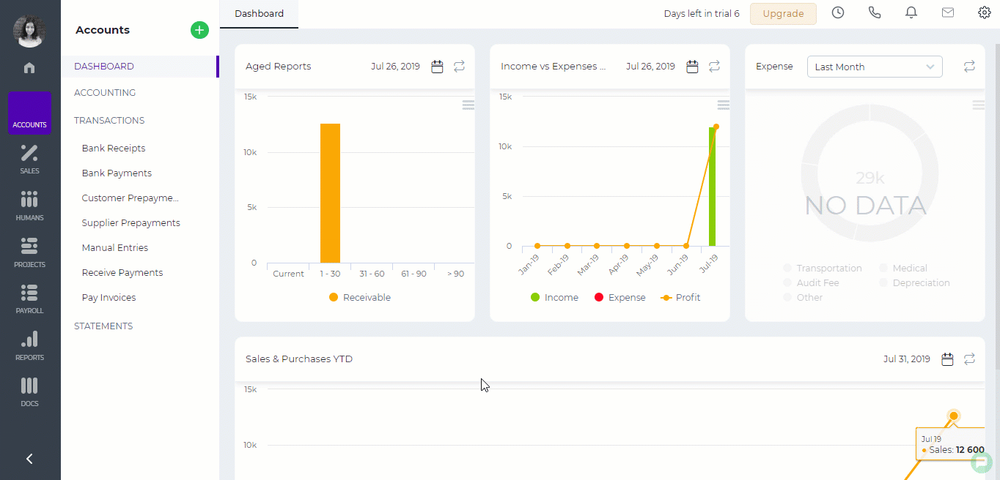 Dashboard
Days left in trial 6
Upgrade
ACCOUNTS
SALES
HUMANS
PROJECTS
PAYROLL
REPORTS
DOCS
Accounts
DASHBOARD
ACCOUNTING
TRANSACTIONS
Bank Receipts
Bank Payments
Customer Prepayme...
Supplier Prepayments
Manual Entries
Receive Payments
Pay Invoices
STATEMENTS
Aged Reports
Jul 26, 2019
15k
10k
5k
0
Current 1 - 30 31 - 60 61 - 90 > 90
Receivable
Income vs Expenses ...
Jul 26, 2019
15k
10k
5k
0
Jan-19 Feb-19 Mar-19 Apr-19 May-19 Jun-19 Jul-19
Income Expense Profit
Expense
Last Month
29k
NO DATA
Transportation Medical
Audit Fee Depreciation
Other
Sales & Purchases YTD
Jul 31, 2019
15k
10k
Jul 19
Sales: 12 600